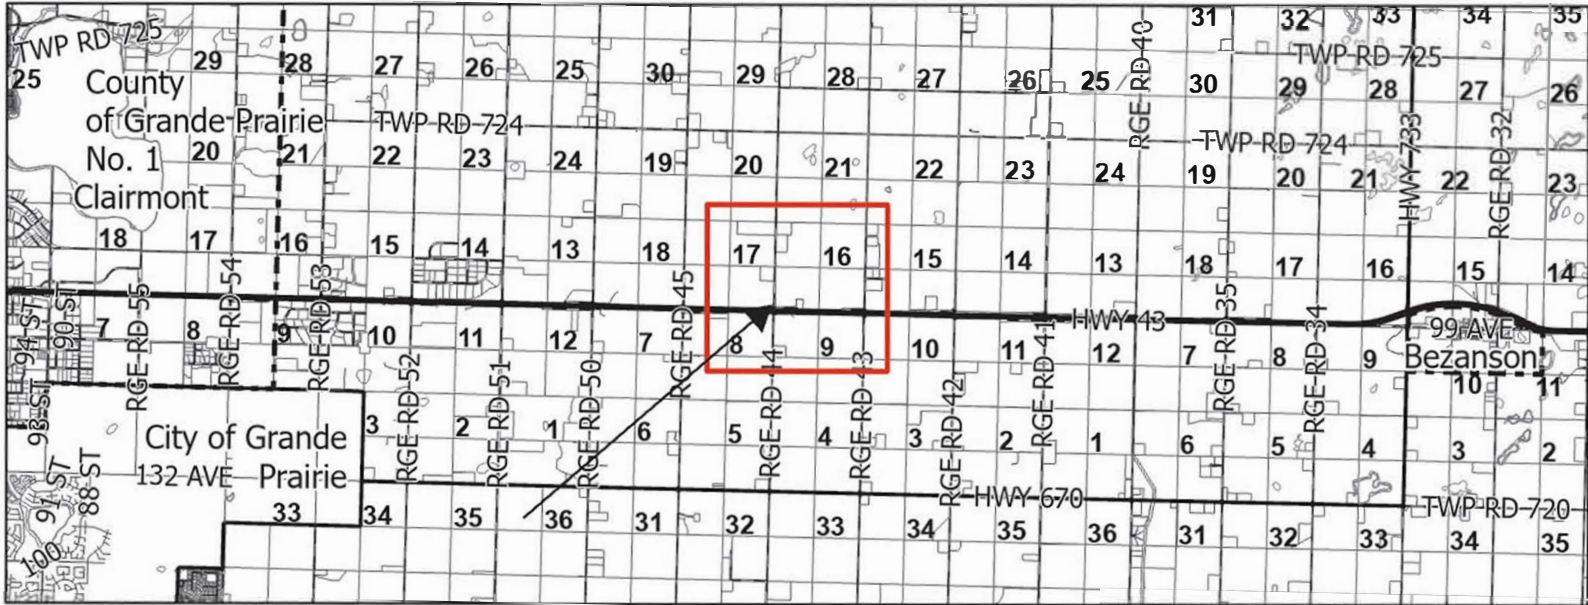 31 32 33 34 35
TWP RD 725
RGE RD 40
TWP RD 725
25
29 28 27 26 25 30 29 28 27 26 25 30 29 28 27 26
County
of Grande Prairie
No. 1
TWP RD 724
TWP RD 724
HWY 733
RGE RD 32
20 21 22 23 24 19 20 21 22 23 24 19 20 21 22 23
Clairmont
18 17 16 15 14 13 18 17 16 15 14 13 18 17 16 15 14
94 ST
90 ST
RGE RD 55
RGE RD 54
RGE RD 53
RGE RD 45
HWY 43
RGE RD 35
RGE RD 34
99 AVE
Bezanson
7 8 9 10 11 12 7 8 9 10 11 12 7 8 9 10 11
93 ST
RGE RD 52
RGE RD 51
RGE RD 50
RGE RD 44
RGE RD 43
RGE RD 42
RGE RD 41
3 2 1 6 5 4 3 2 1 6 5 4 3 2
City of Grande
Prairie
132 AVE
91 ST
88 ST
HWY 670
TWP RD 720
33 34 35 36 31 32 33 34 35 36 31 32 33 34 35
100